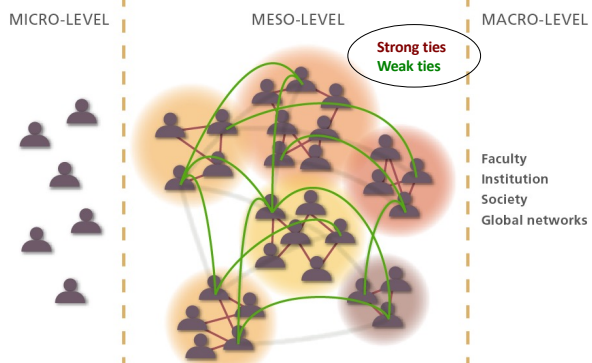 MICRO-LEVEL
MESO-LEVEL
MACRO-LEVEL
Strong ties
Weak ties
Faculty
Institution
Society
Global networks